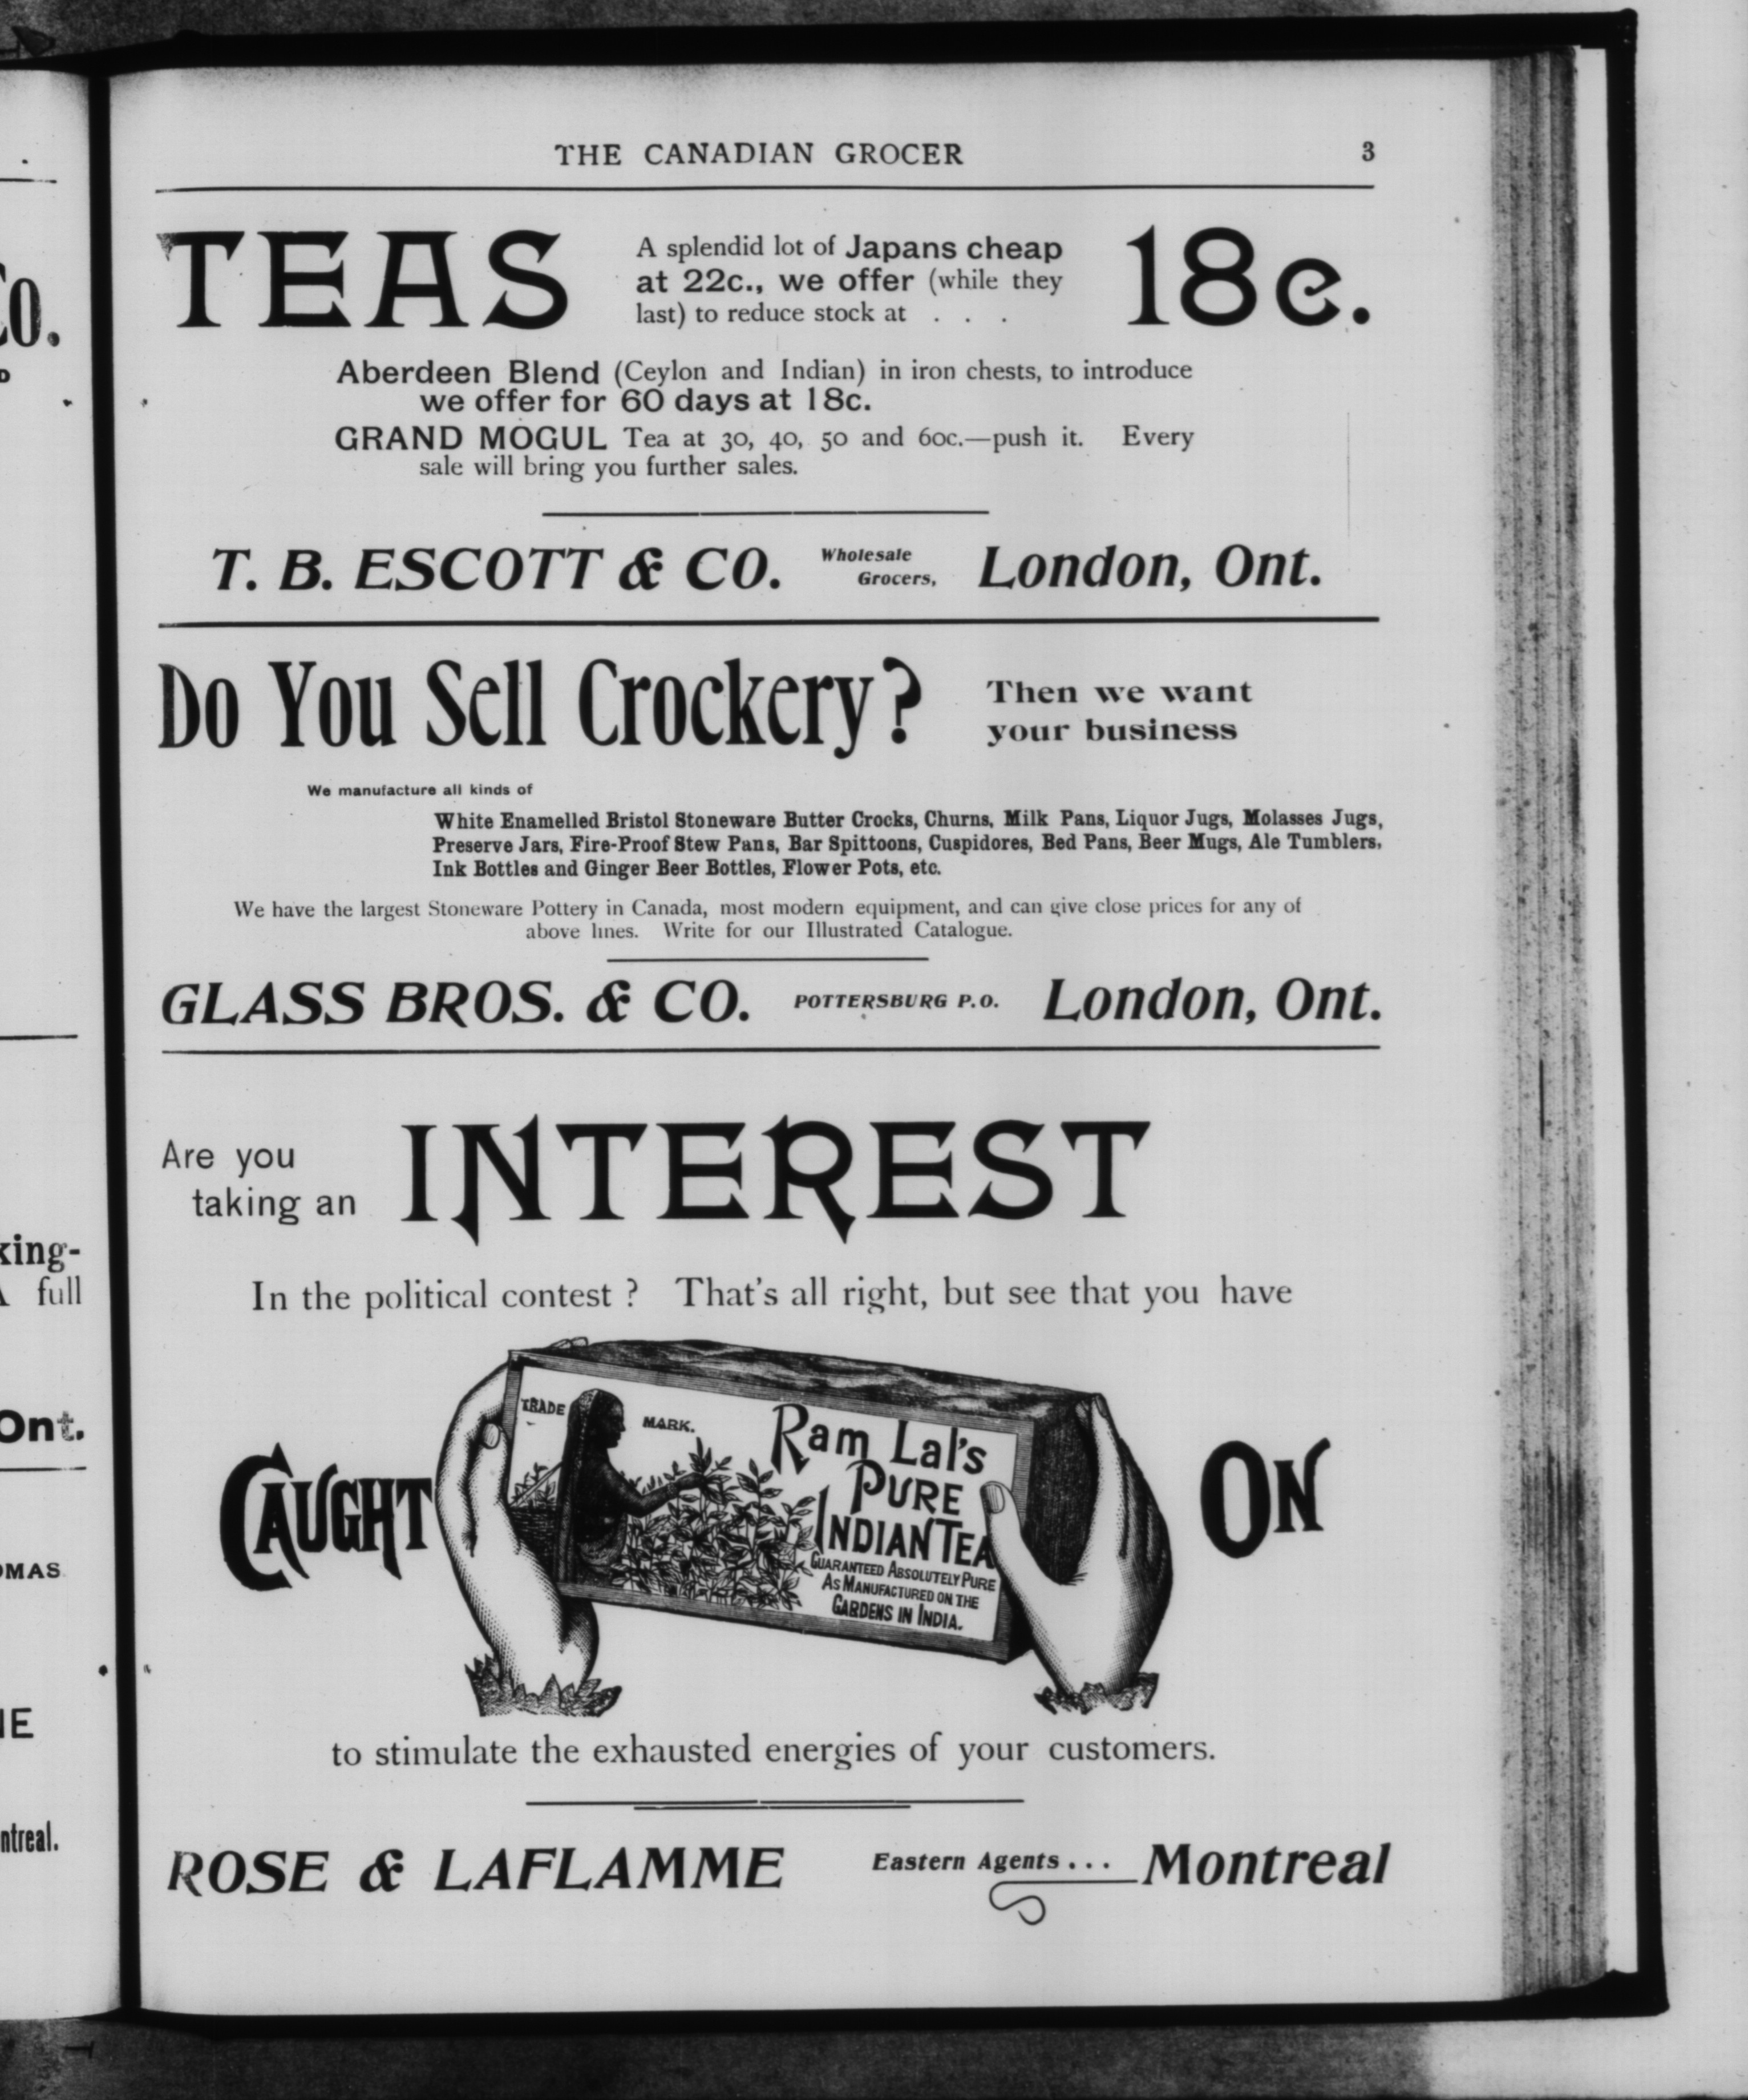 THE CANADIAN GROCER 3
TEAS
A splendid lot of Japans cheap
at 22c., we offer (while they
last) to reduce stock at . . .
18c.
Aberdeen Blend (Ceylon and Indian) in iron chests, to introduce
we offer for 60 days at 18c.
GRAND MOGUL Tea at 30, 40, 50 and 60c.—push it. Every
sale will bring you further sales.
T. B. ESCOTT & CO. Wholesale Grocers, London, Ont.
Do You Sell Crockery?
Then we want
your business
We manufacture all kinds of
White Enamelled Bristol Stoneware Butter Crocks, Churns, Milk Pans, Liquor Jugs, Molasses Jugs,
Preserve Jars, Fire-Proof Stew Pans, Bar Spittoons, Cuspidores, Bed Pans, Beer Mugs, Ale Tumblers,
Ink Bottles and Ginger Beer Bottles, Flower Pots, etc.
We have the largest Stoneware Pottery in Canada, most modern equipment, and can give close prices for any of
above lines. Write for our Illustrated Catalogue.
GLASS BROS. & CO. POTTERSBURG P.O. London, Ont.
Are you
taking an
INTEREST
In the political contest ? That's all right, but see that you have
CAUGHT
TRADE MARK.
Ram Lal's
PURE
INDIAN TEA
GUARANTEED ABSOLUTELY PURE
AS MANUFACTURED ON THE
GARDENS IN INDIA.
ON
to stimulate the exhausted energies of your customers.
ROSE & LAFLAMME Eastern Agents . . . Montreal
Co.
king-
full
Ont.
OMAS
ntreal.